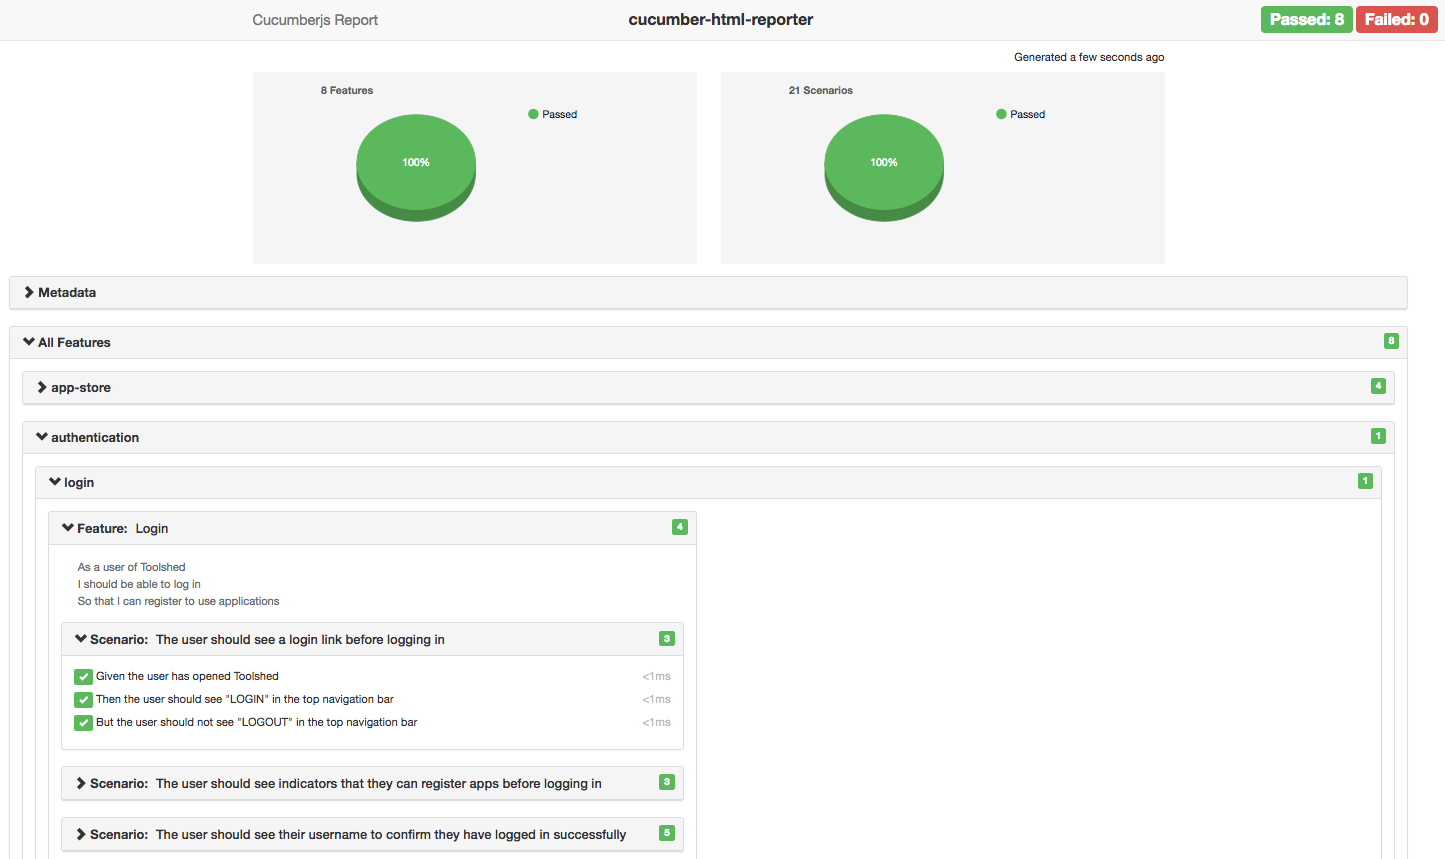 Cucumberjs Report
cucumber-html-reporter
Passed: 8
Failed: 0
Generated a few seconds ago
8 Features
Passed
100%
21 Scenarios
Passed
100%
Metadata
All Features
8
app-store
4
authentication
1
login
1
Feature: Login
4
As a user of Toolshed
I should be able to log in
So that I can register to use applications
Scenario: The user should see a login link before logging in
3
Given the user has opened Toolshed
<1ms
Then the user should see "LOGIN" in the top navigation bar
<1ms
But the user should not see "LOGOUT" in the top navigation bar
<1ms
Scenario: The user should see indicators that they can register apps before logging in
3
Scenario: The user should see their username to confirm they have logged in successfully
5